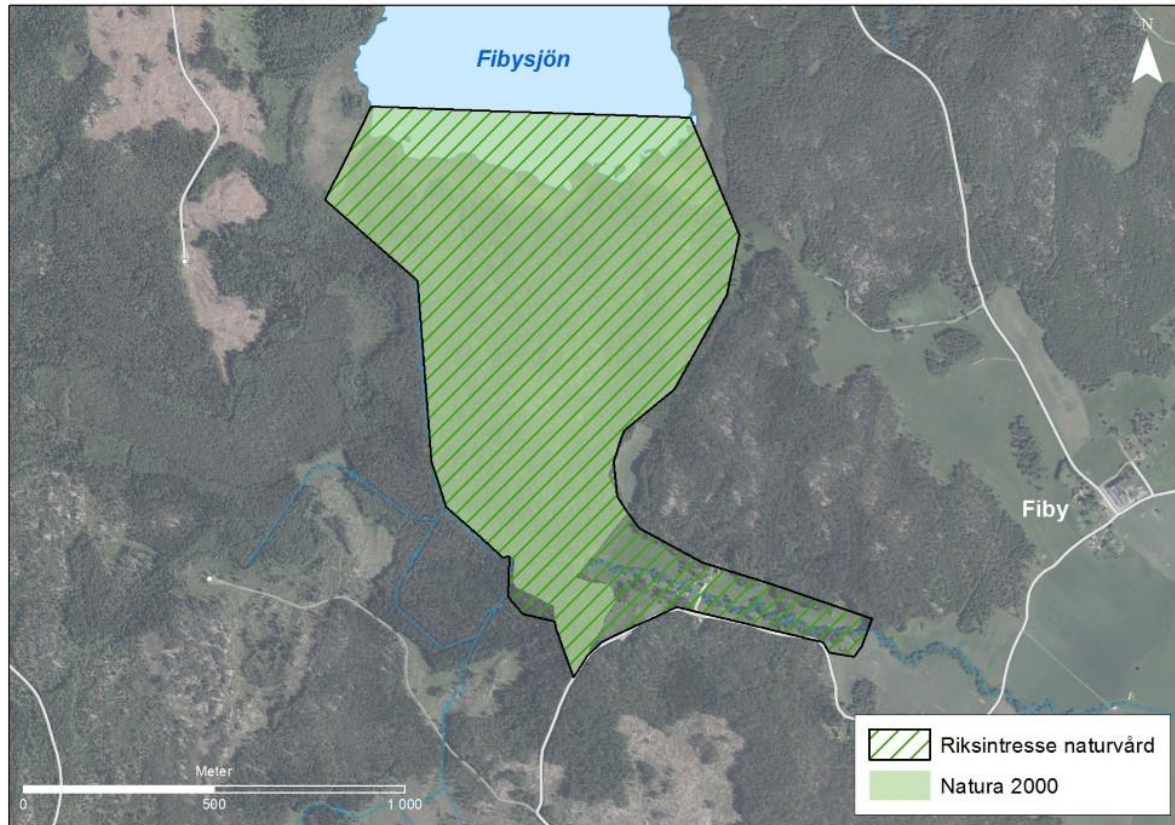 N
Fibysjön
Fiby
Riksintresse naturvård
Natura 2000
Meter
0 500 1 000